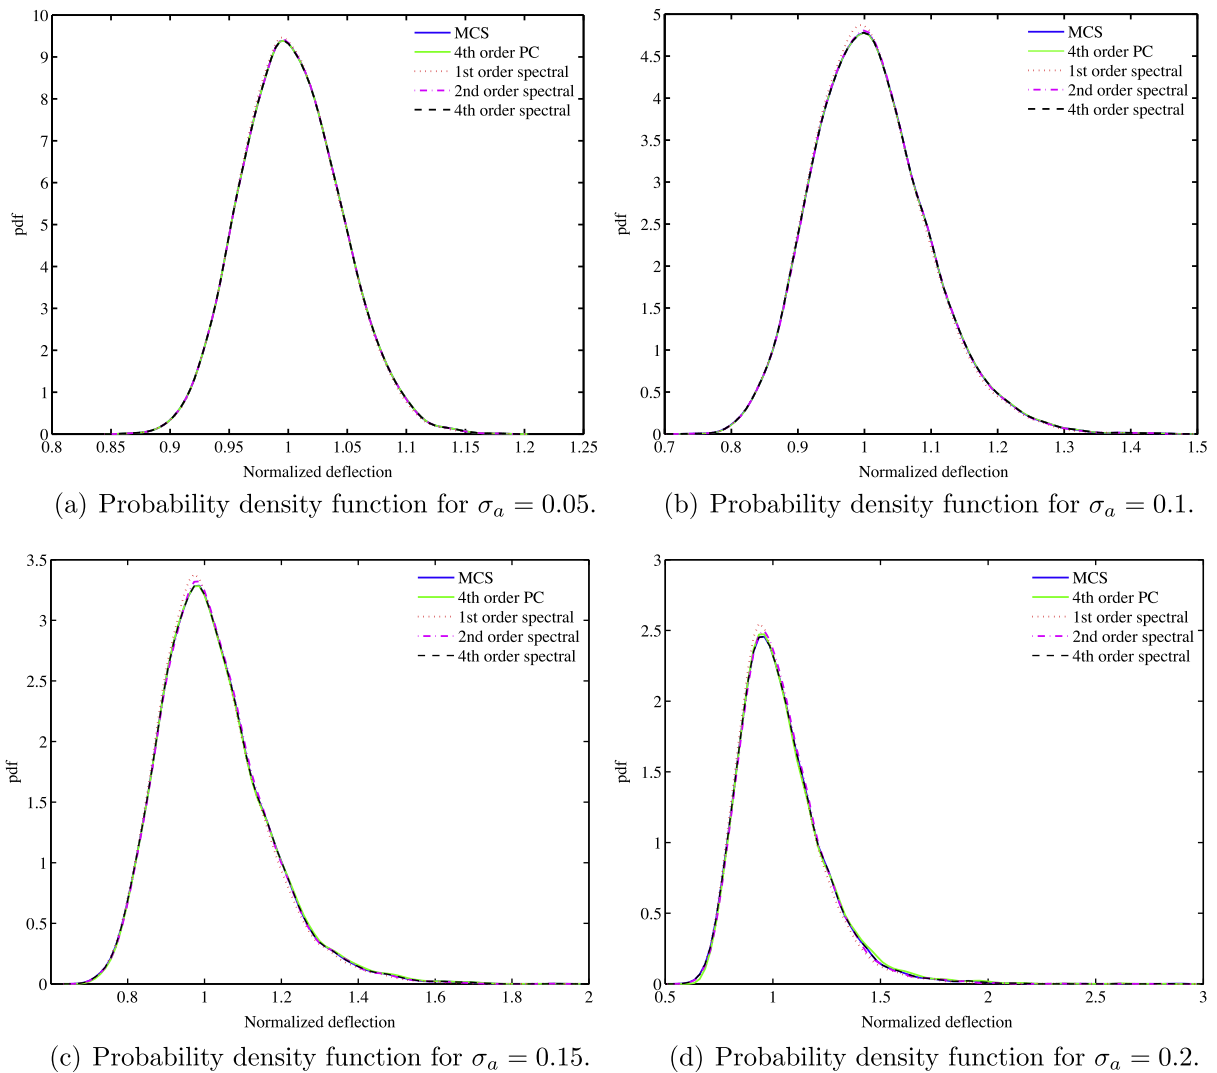 10
9
8
7
6
5
4
3
2
1
0
pdf
0.8 0.85 0.9 0.95 1 1.05 1.1 1.15 1.2 1.25
Normalized deflection
MCS
4th order PC
1st order spectral
2nd order spectral
4th order spectral
(a) Probability density function for σₐ = 0.05.
5
4.5
4
3.5
3
2.5
2
1.5
1
0.5
0
pdf
0.7 0.8 0.9 1 1.1 1.2 1.3 1.4 1.5
Normalized deflection
MCS
4th order PC
1st order spectral
2nd order spectral
4th order spectral
(b) Probability density function for σₐ = 0.1.
3.5
3
2.5
2
1.5
1
0.5
0
pdf
0.8 1 1.2 1.4 1.6 1.8 2
Normalized deflection
MCS
4th order PC
1st order spectral
2nd order spectral
4th order spectral
(c) Probability density function for σₐ = 0.15.
3
2.5
2
1.5
1
0.5
0
pdf
0.5 1 1.5 2 2.5 3
Normalized deflection
MCS
4th order PC
1st order spectral
2nd order spectral
4th order spectral
(d) Probability density function for σₐ = 0.2.